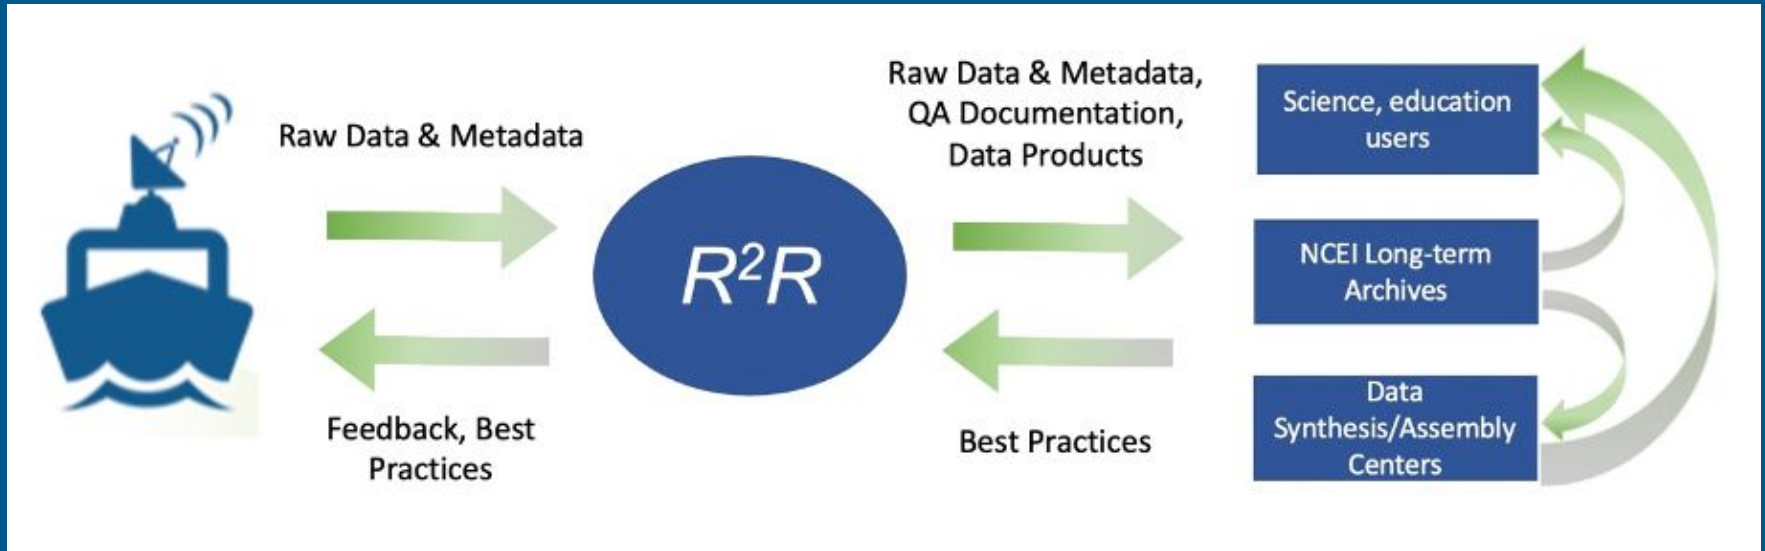 Raw Data & Metadata
Feedback, Best
Practices
R²R
Raw Data & Metadata,
QA Documentation,
Data Products
Best Practices
Science, education
users
NCEI Long-term
Archives
Data
Synthesis/Assembly
Centers